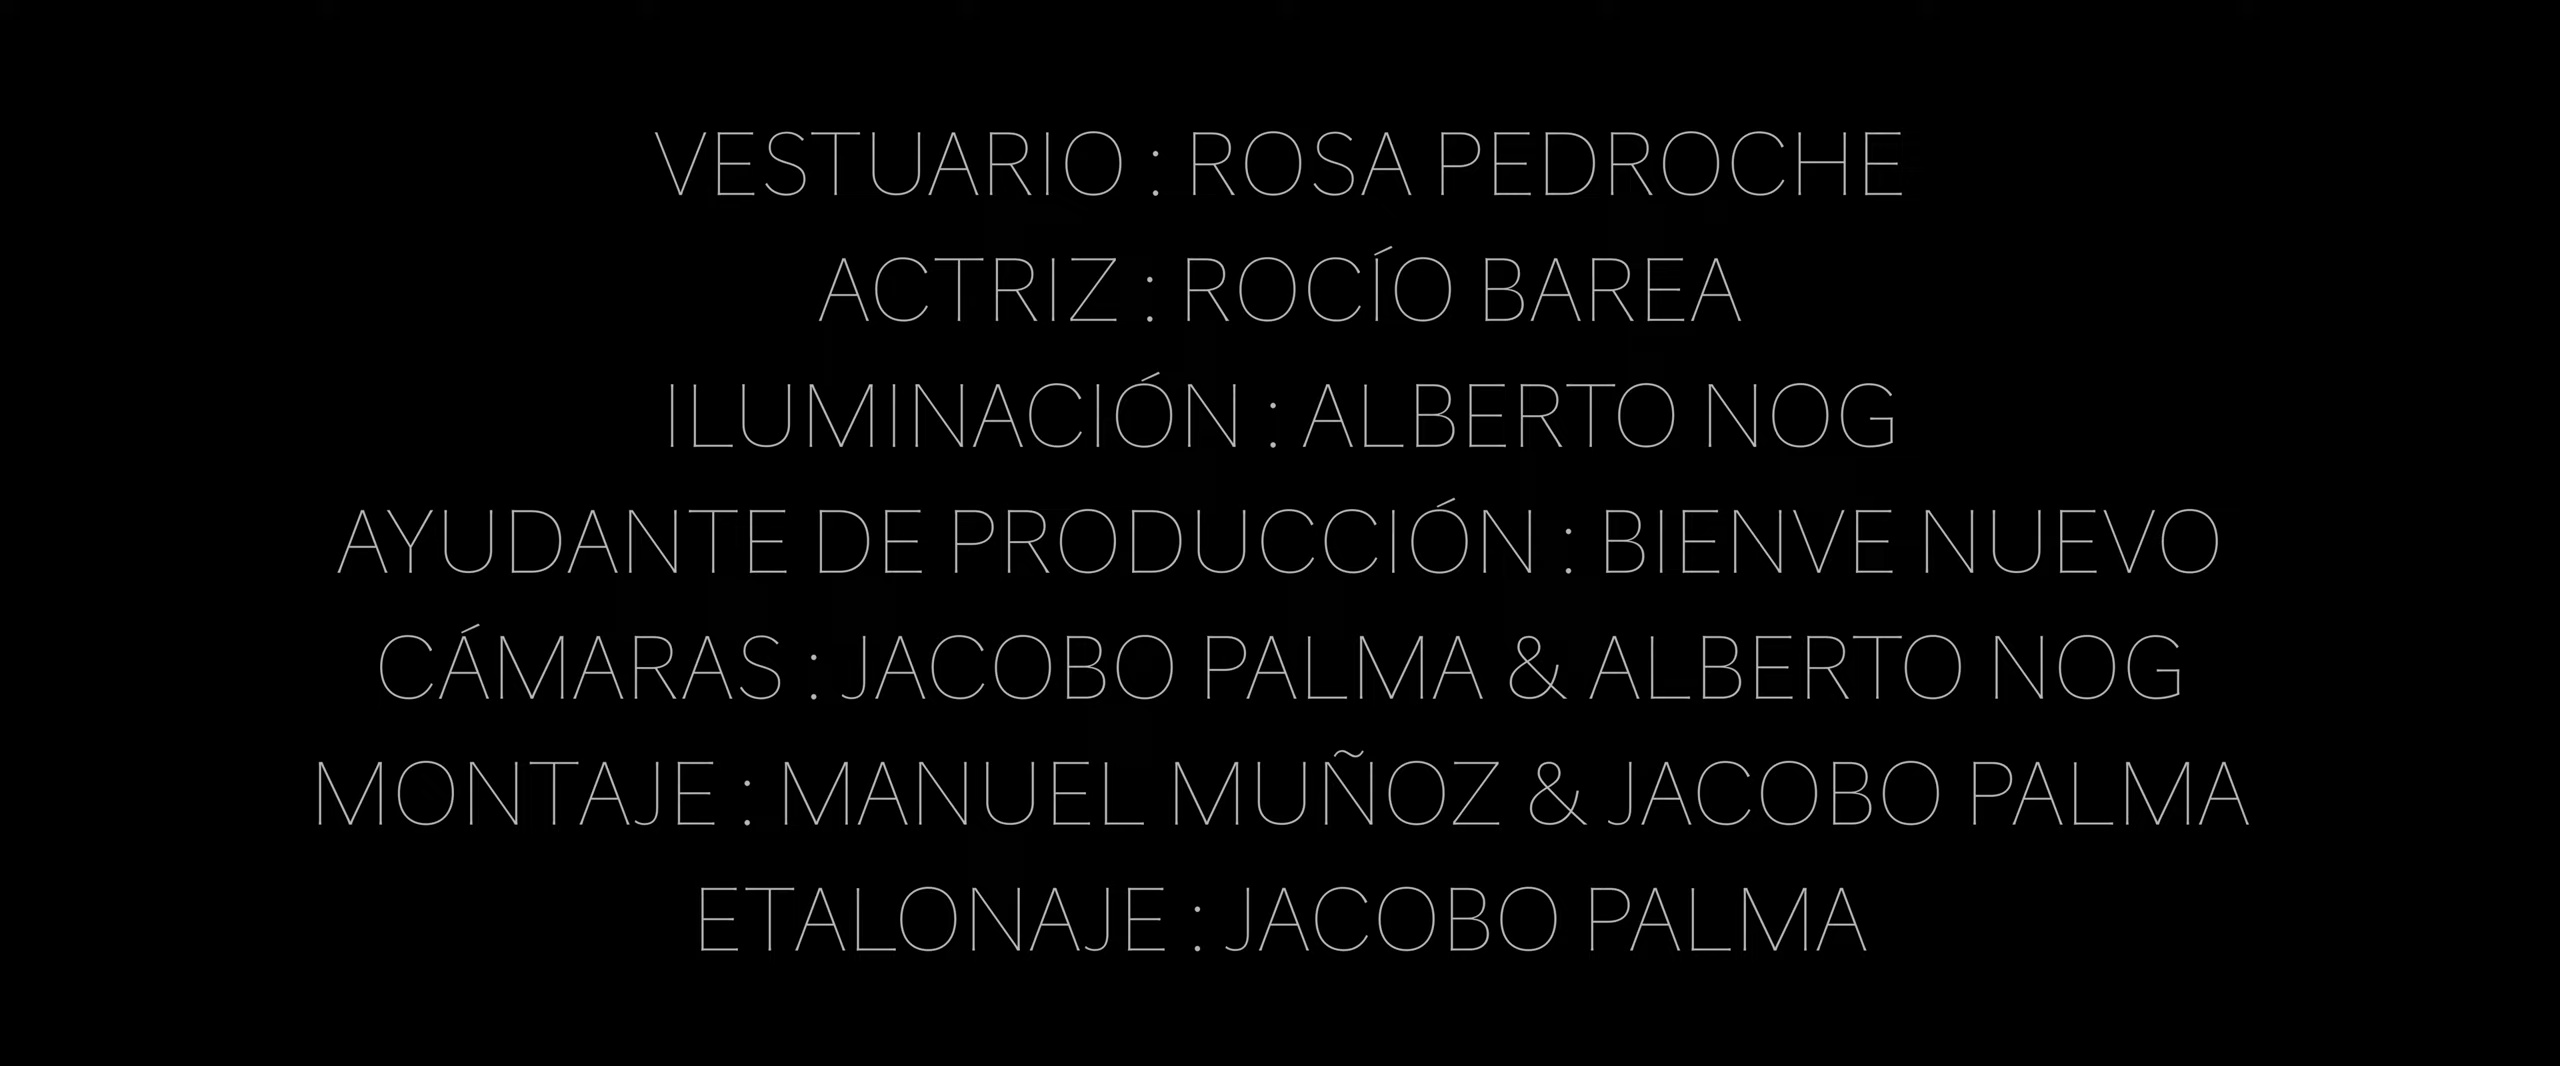 VESTUARIO : ROSA PEDROCHE
ACTRIZ : ROCÍO BAREA
ILUMINACIÓN : ALBERTO NOG
AYUDANTE DE PRODUCCIÓN : BIENVE NUEVO
CÁMARAS : JACOBO PALMA & ALBERTO NOG
MONTAJE : MANUEL MUÑOZ & JACOBO PALMA
ETALONAJE : JACOBO PALMA